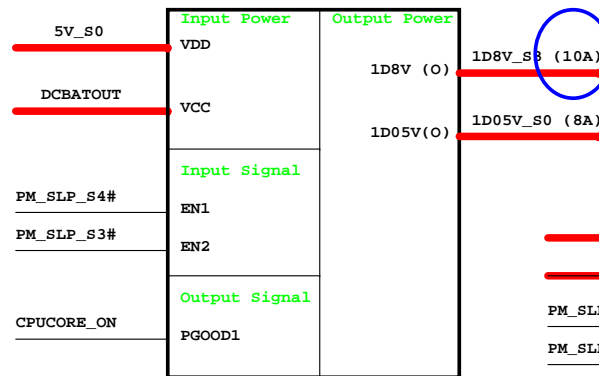 Input Power
Output Power
5V_S0
VDD
1D8V (O)
1D8V_S3 (10A)
DCBATOUT
VCC
1D05V(O)
1D05V_S0 (8A)
Input Signal
PM_SLP_S4#
EN1
PM_SLP_S3#
EN2
Output Signal
CPUCORE_ON
PGOOD1